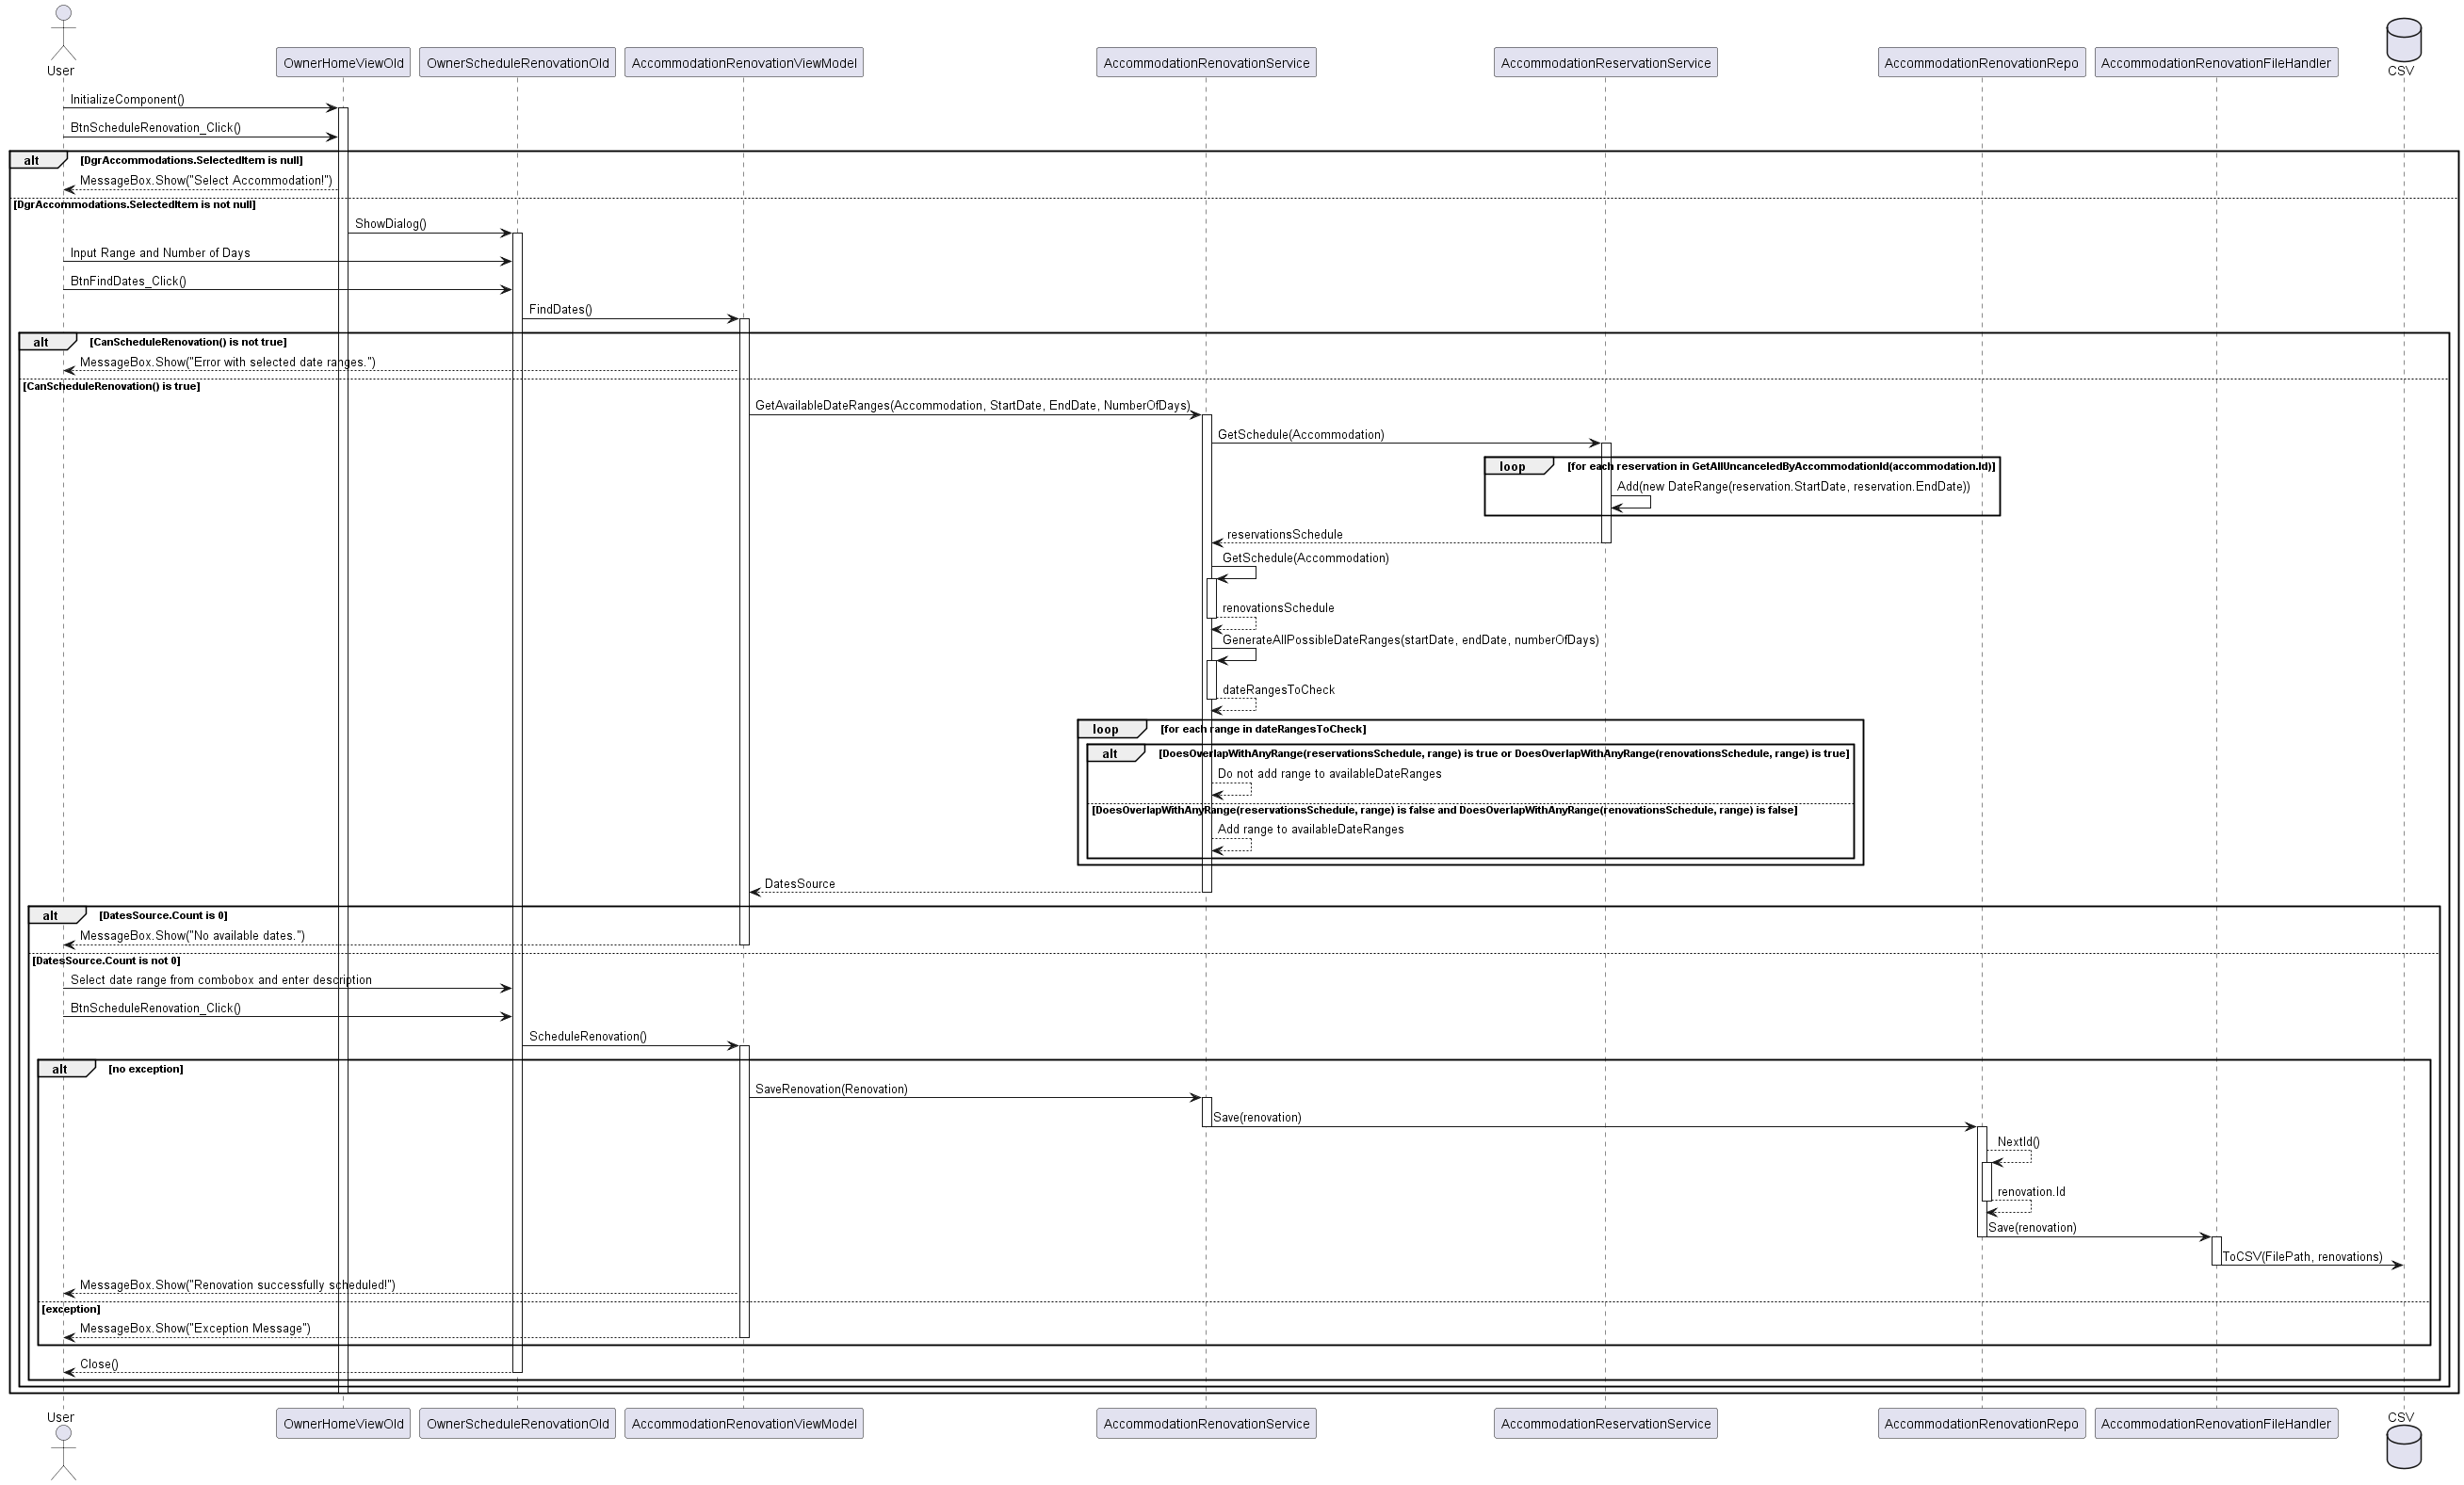 User
OwnerHomeViewOld
OwnerScheduleRenovationOld
AccommodationRenovationViewModel
AccommodationRenovationService
AccommodationReservationService
AccommodationRenovationRepo
AccommodationRenovationFileHandler
CSV
InitializeComponent()
BtnScheduleRenovation_Click()
alt [DgrAccommodations.SelectedItem is null]
MessageBox.Show("Select Accommodation!")
[DgrAccommodations.SelectedItem is not null]
ShowDialog()
Input Range and Number of Days
BtnFindDates_Click()
FindDates()
alt [CanScheduleRenovation() is not true]
MessageBox.Show("Error with selected date ranges.")
[CanScheduleRenovation() is true]
GetAvailableDateRanges(Accommodation, StartDate, EndDate, NumberOfDays)
GetSchedule(Accommodation)
loop [for each reservation in GetAllUncanceledByAccommodationId(accommodation.Id)]
Add(new DateRange(reservation.StartDate, reservation.EndDate))
reservationsSchedule
GetSchedule(Accommodation)
renovationsSchedule
GenerateAllPossibleDateRanges(startDate, endDate, numberOfDays)
dateRangesToCheck
loop [for each range in dateRangesToCheck]
alt [DoesOverlapWithAnyRange(reservationsSchedule, range) is true or DoesOverlapWithAnyRange(renovationsSchedule, range) is true]
Do not add range to availableDateRanges
[DoesOverlapWithAnyRange(reservationsSchedule, range) is false and DoesOverlapWithAnyRange(renovationsSchedule, range) is false]
Add range to availableDateRanges
DatesSource
alt [DatesSource.Count is 0]
MessageBox.Show("No available dates.")
[DatesSource.Count is not 0]
Select date range from combobox and enter description
BtnScheduleRenovation_Click()
ScheduleRenovation()
alt [no exception]
SaveRenovation(Renovation)
Save(renovation)
NextId()
renovation.Id
Save(renovation)
ToCSV(FilePath, renovations)
MessageBox.Show("Renovation successfully scheduled!")
[exception]
MessageBox.Show("Exception Message")
Close()
User
OwnerHomeViewOld
OwnerScheduleRenovationOld
AccommodationRenovationViewModel
AccommodationRenovationService
AccommodationReservationService
AccommodationRenovationRepo
AccommodationRenovationFileHandler
CSV